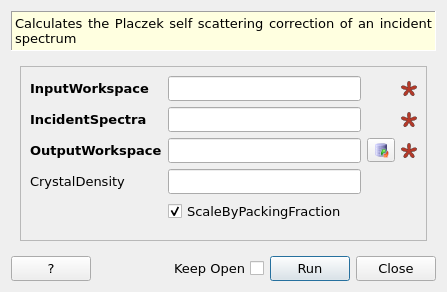 Calculates the Placzek self scattering correction of an incident
spectrum
InputWorkspace
IncidentSpectra
OutputWorkspace
CrystalDensity
ScaleByPackingFraction
? Keep Open Run Close